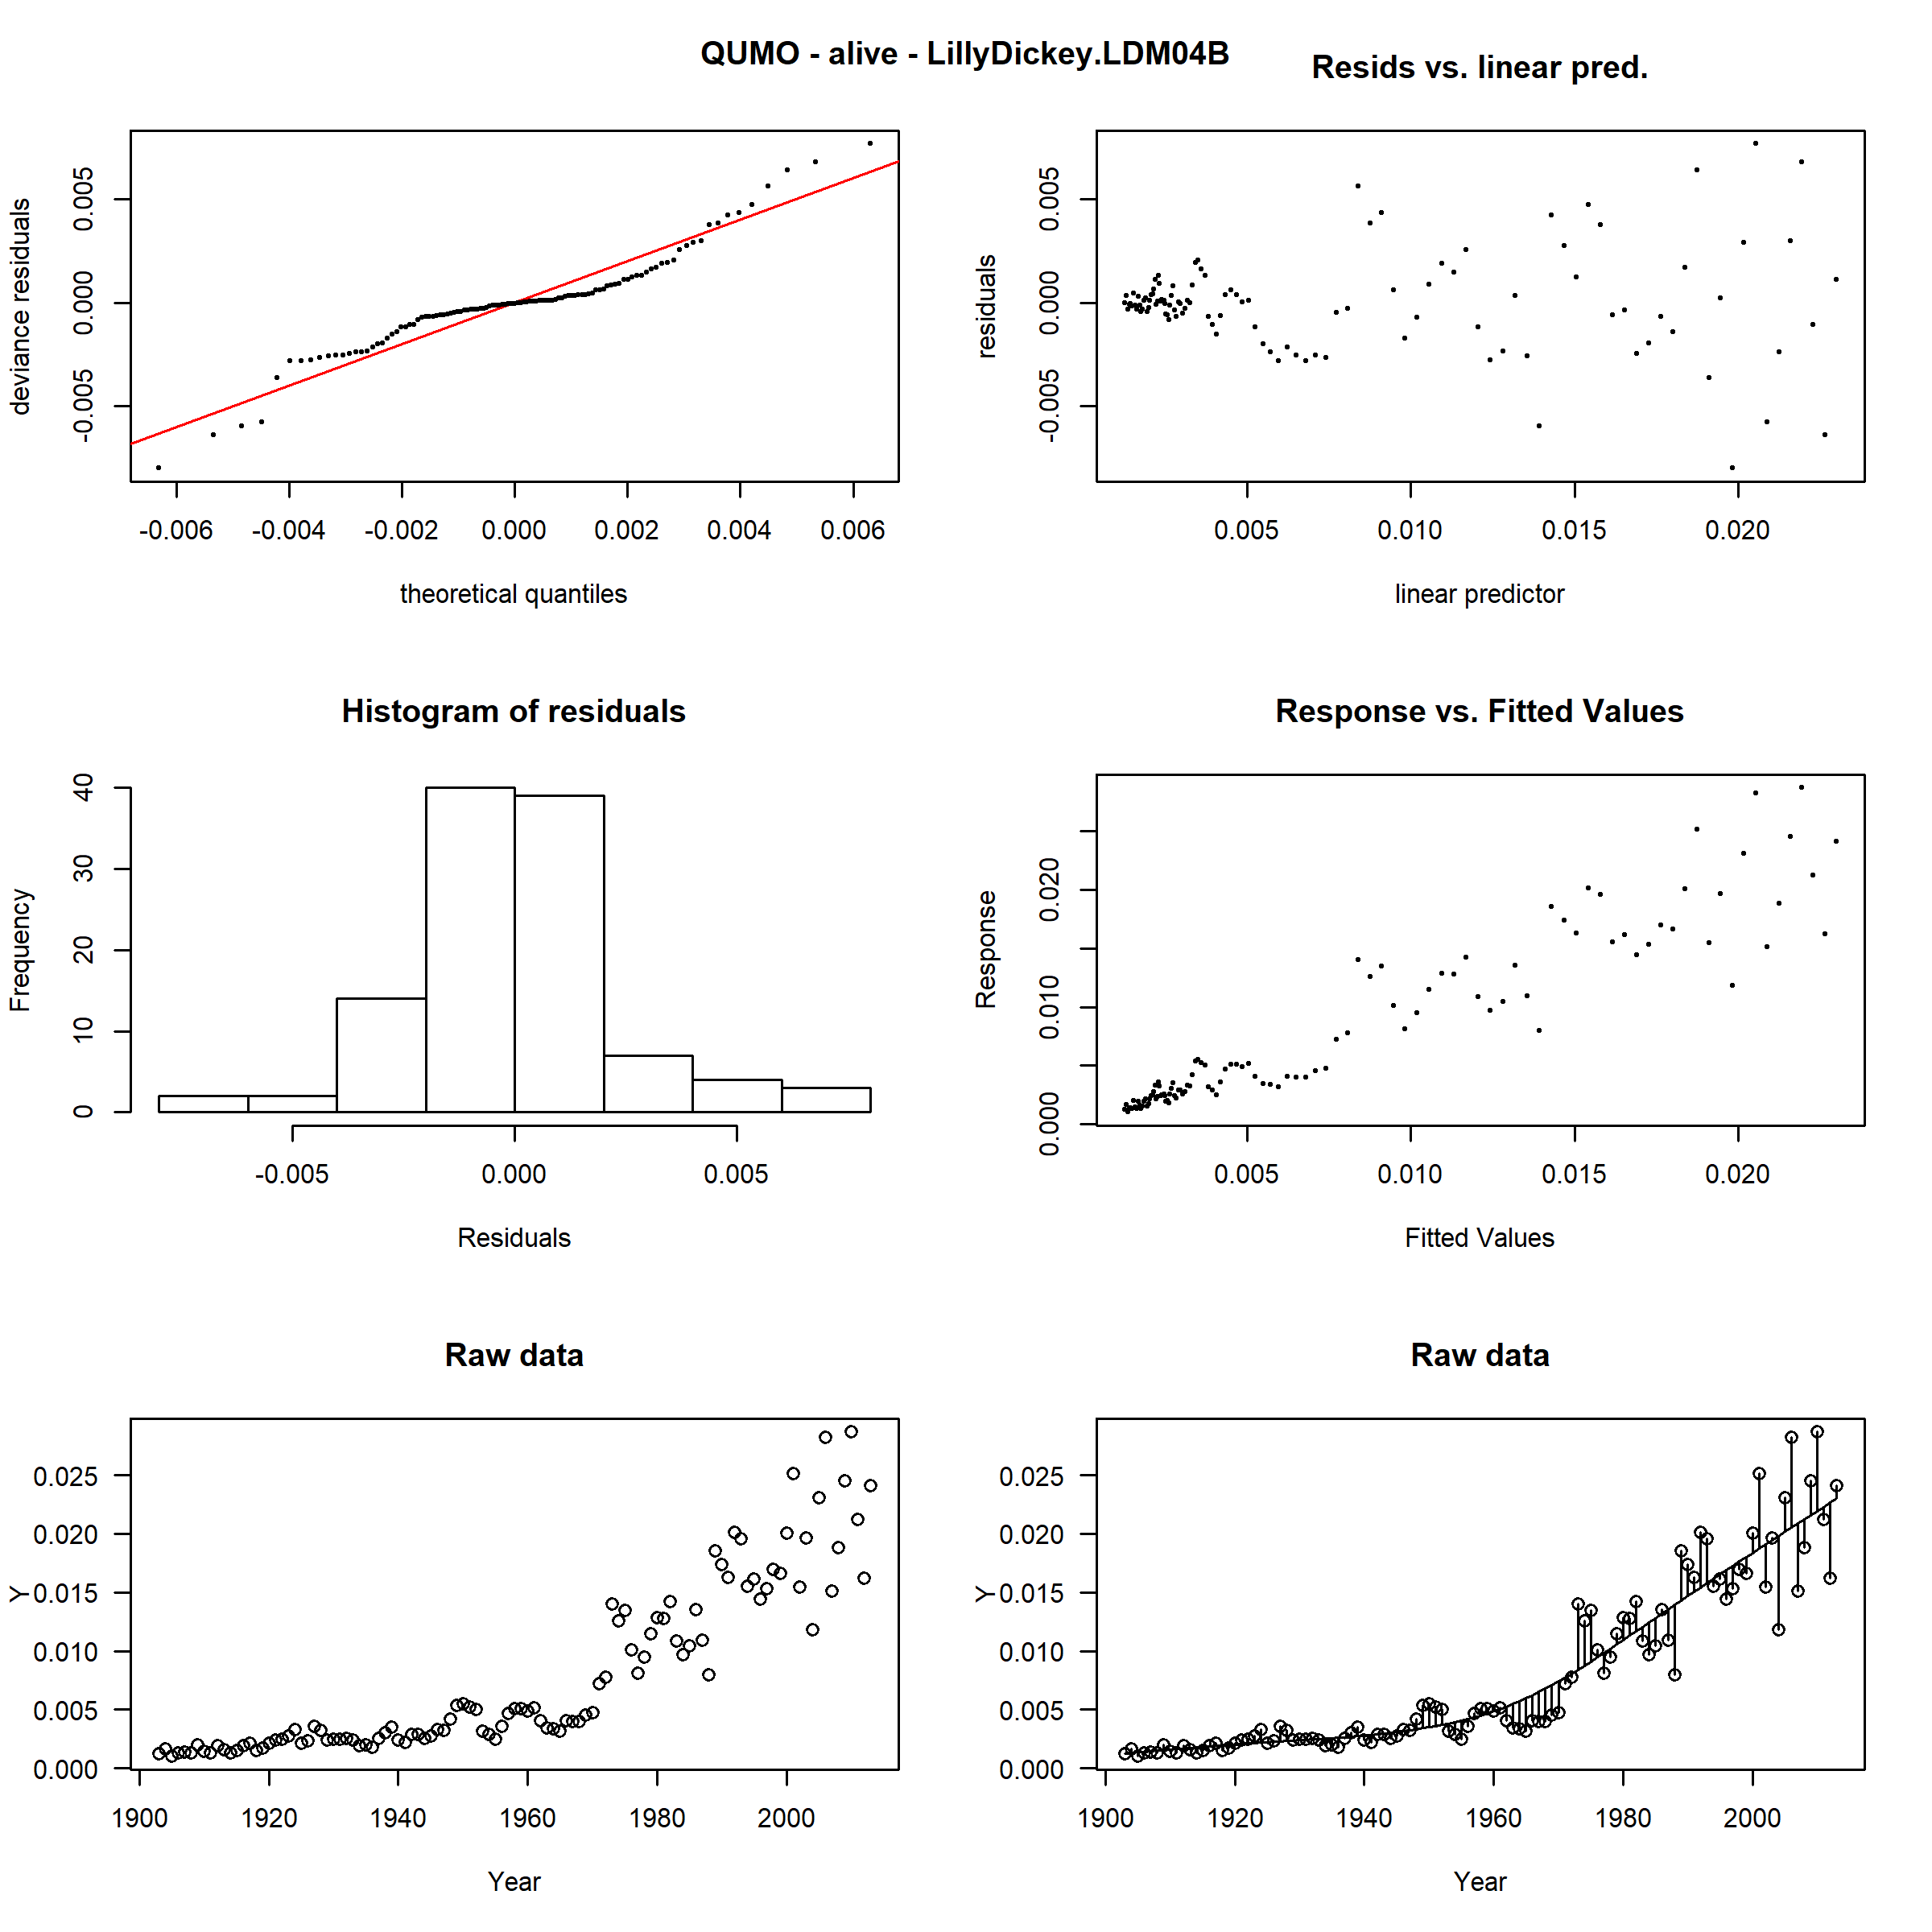 QUMO - alive - LillyDickey.LDM04B
Resids vs. linear pred.
deviance residuals
-0.005 0.000 0.005
-0.006 -0.004 -0.002 0.000 0.002 0.004 0.006
theoretical quantiles
residuals
-0.005 0.000 0.005
0.005 0.010 0.015 0.020
linear predictor
Histogram of residuals
Frequency
0 10 20 30 40
-0.005 0.000 0.005
Residuals
Response vs. Fitted Values
Response
0.000 0.010 0.020
0.005 0.010 0.015 0.020
Fitted Values
Raw data
Y
0.025
0.020
0.015
0.010
0.005
0.000
1900 1920 1940 1960 1980 2000
Year
Raw data
Y
0.025
0.020
0.015
0.010
0.005
0.000
1900 1920 1940 1960 1980 2000
Year